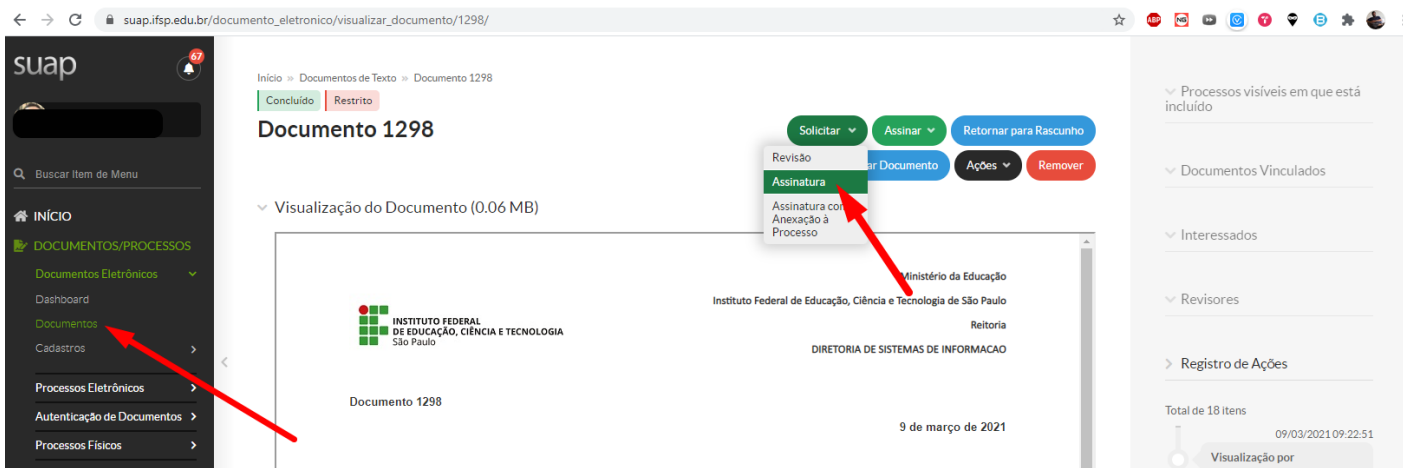 suap.ifsp.edu.br/documento_eletronico/visualizar_documento/1298/
ABP
NG
suap
67
Buscar Item de Menu
INÍCIO
DOCUMENTOS/PROCESSOS
Documentos Eletrônicos
Dashboard
Documentos
Cadastros
Processos Eletrônicos
Autenticação de Documentos
Processos Físicos
Início » Documentos de Texto » Documento 1298
Concluído Restrito
Documento 1298
Solicitar Assinar Retornar para Rascunho
ar Documento Ações Remover
Revisão
Assinatura
Assinatura com
Anexação à
Processo
Visualização do Documento (0.06 MB)
INSTITUTO FEDERAL
DE EDUCAÇÃO, CIÊNCIA E TECNOLOGIA
São Paulo
Ministério da Educação
Instituto Federal de Educação, Ciência e Tecnologia de São Paulo
Reitoria
DIRETORIA DE SISTEMAS DE INFORMACAO
Documento 1298
9 de março de 2021
Processos visíveis em que está
incluído
Documentos Vinculados
Interessados
Revisores
Registro de Ações
Total de 18 itens
09/03/2021 09:22:51
Visualização por